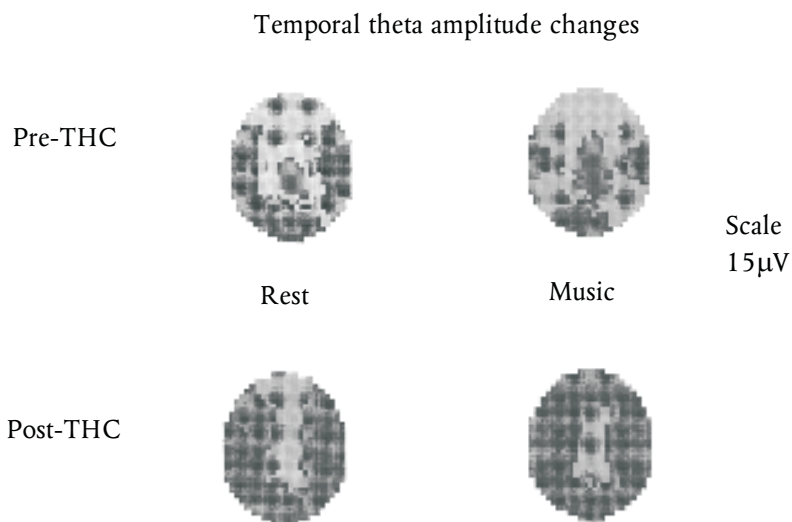 Temporal theta amplitude changes
Pre-THC
Scale
15μV
Rest
Music
Post-THC